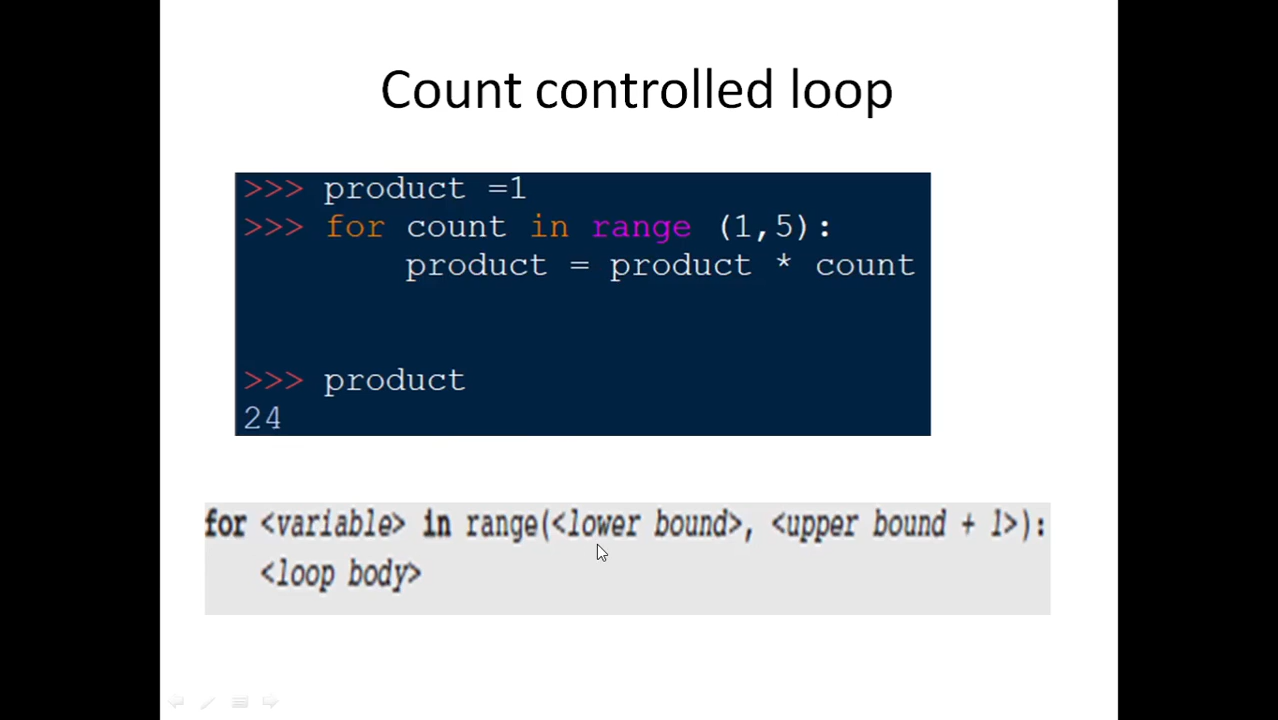 Count controlled loop
>>> product =1
>>> for count in range (1,5):
product = product * count
>>> product
24
for <variable> in range(<lower bound>, <upper bound + 1>):
<loop body>